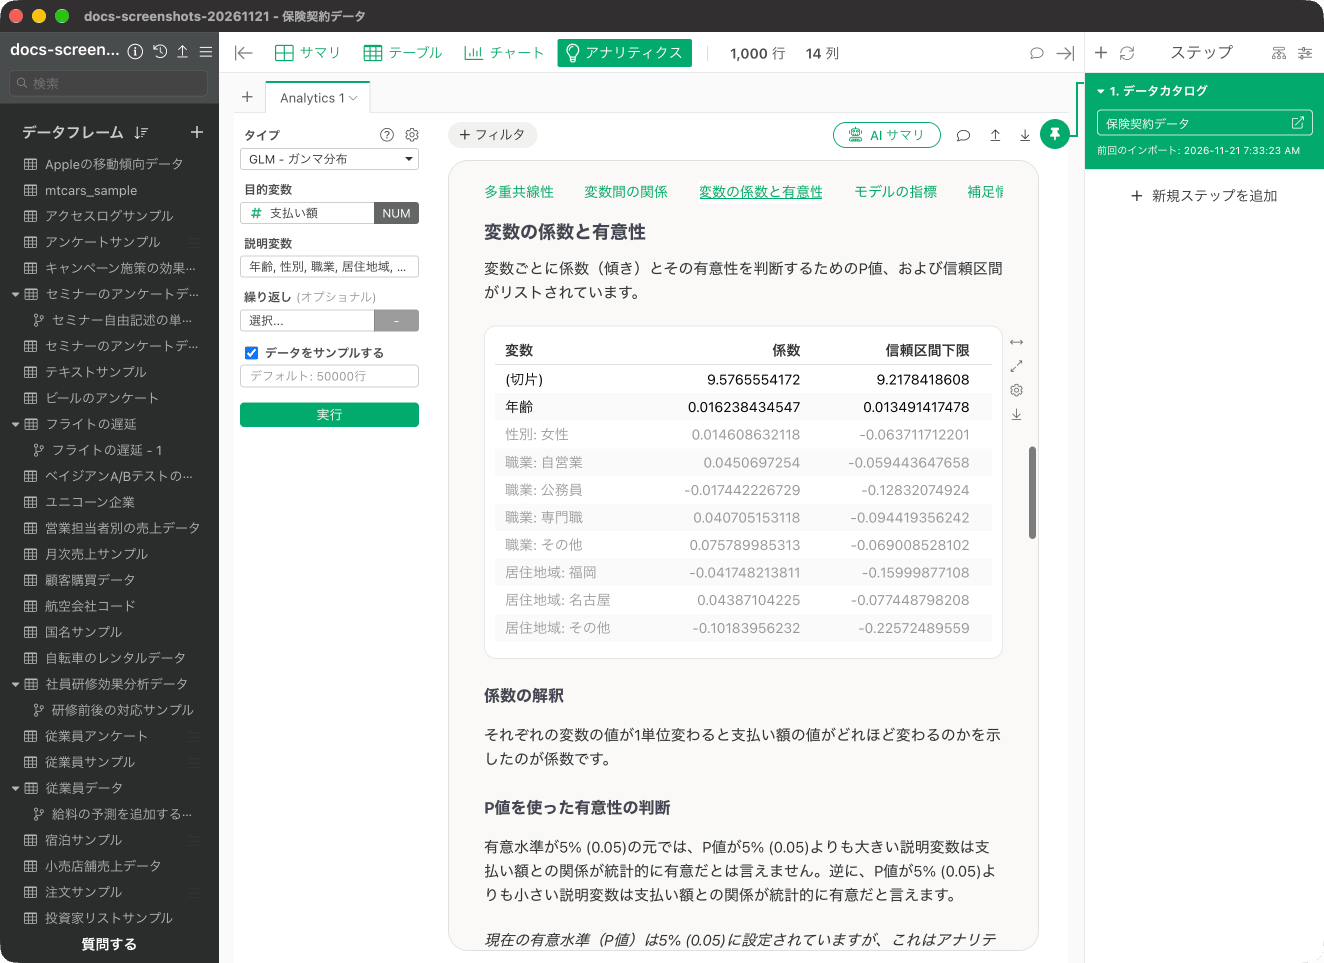 docs-screenshots-20261121 - 保険契約データ
docs-screen...
検索
データフレーム
Appleの移動傾向データ
mtcars_sample
アクセスログサンプル
アンケートサンプル
キャンペーン施策の効果…
セミナーのアンケートデ…
セミナー自由記述の単…
セミナーのアンケートデ…
テキストサンプル
ビールのアンケート
フライトの遅延
フライトの遅延 - 1
ベイジアンA/Bテストの…
ユニコーン企業
営業担当者別の売上データ
月次売上サンプル
顧客購買データ
航空会社コード
国名サンプル
自転車のレンタルデータ
社員研修効果分析データ
研修前後の対応サンプル
従業員アンケート
従業員サンプル
従業員データ
給料の予測を追加する…
宿泊サンプル
小売店舗売上データ
注文サンプル
投資家リストサンプル
質問する
サマリ テーブル チャート アナリティクス 1,000 行 14 列
Analytics 1
タイプ
GLM - ガンマ分布
目的変数
# 支払い額 NUM
説明変数
年齢, 性別, 職業, 居住地域, ...
繰り返し (オプショナル)
選択... -
データをサンプルする
デフォルト: 50000行
実行
+ フィルタ AI サマリ
多重共線性 変数間の関係 変数の係数と有意性 モデルの指標
変数の係数と有意性
変数ごとに係数（傾き）とその有意性を判断するためのP値、および信頼区間
がリストされています。
変数 係数 信頼区間下限
(切片) 9.5765554172 9.2178418608
年齢 0.016238434547 0.013491417478
性別: 女性 0.014608632118 -0.063711712201
職業: 自営業 0.0450697254 -0.059443647658
職業: 公務員 -0.017442226729 -0.12832074924
職業: 専門職 0.040705153118 -0.094419356242
職業: その他 0.075789985313 -0.069008528102
居住地域: 福岡 -0.041748213811 -0.15999877108
居住地域: 名古屋 0.04387104225 -0.077448798208
居住地域: その他 -0.10183956232 -0.22572489559
係数の解釈
それぞれの変数の値が1単位変わると支払い額の値がどれほど変わるのかを示
したのが係数です。
P値を使った有意性の判断
有意水準が5% (0.05)の元では、P値が5% (0.05)よりも大きい説明変数は支
払い額との関係が統計的に有意だとは言えません。逆に、P値が5% (0.05)よ
りも小さい説明変数は支払い額との関係が統計的に有意だと言えます。
現在の有意水準（P値）は5% (0.05)に設定されていますが、これはアナリテ
ステップ
1. データカタログ
保険契約データ
前回のインポート: 2026-11-21 7:33:23 AM
+ 新規ステップを追加